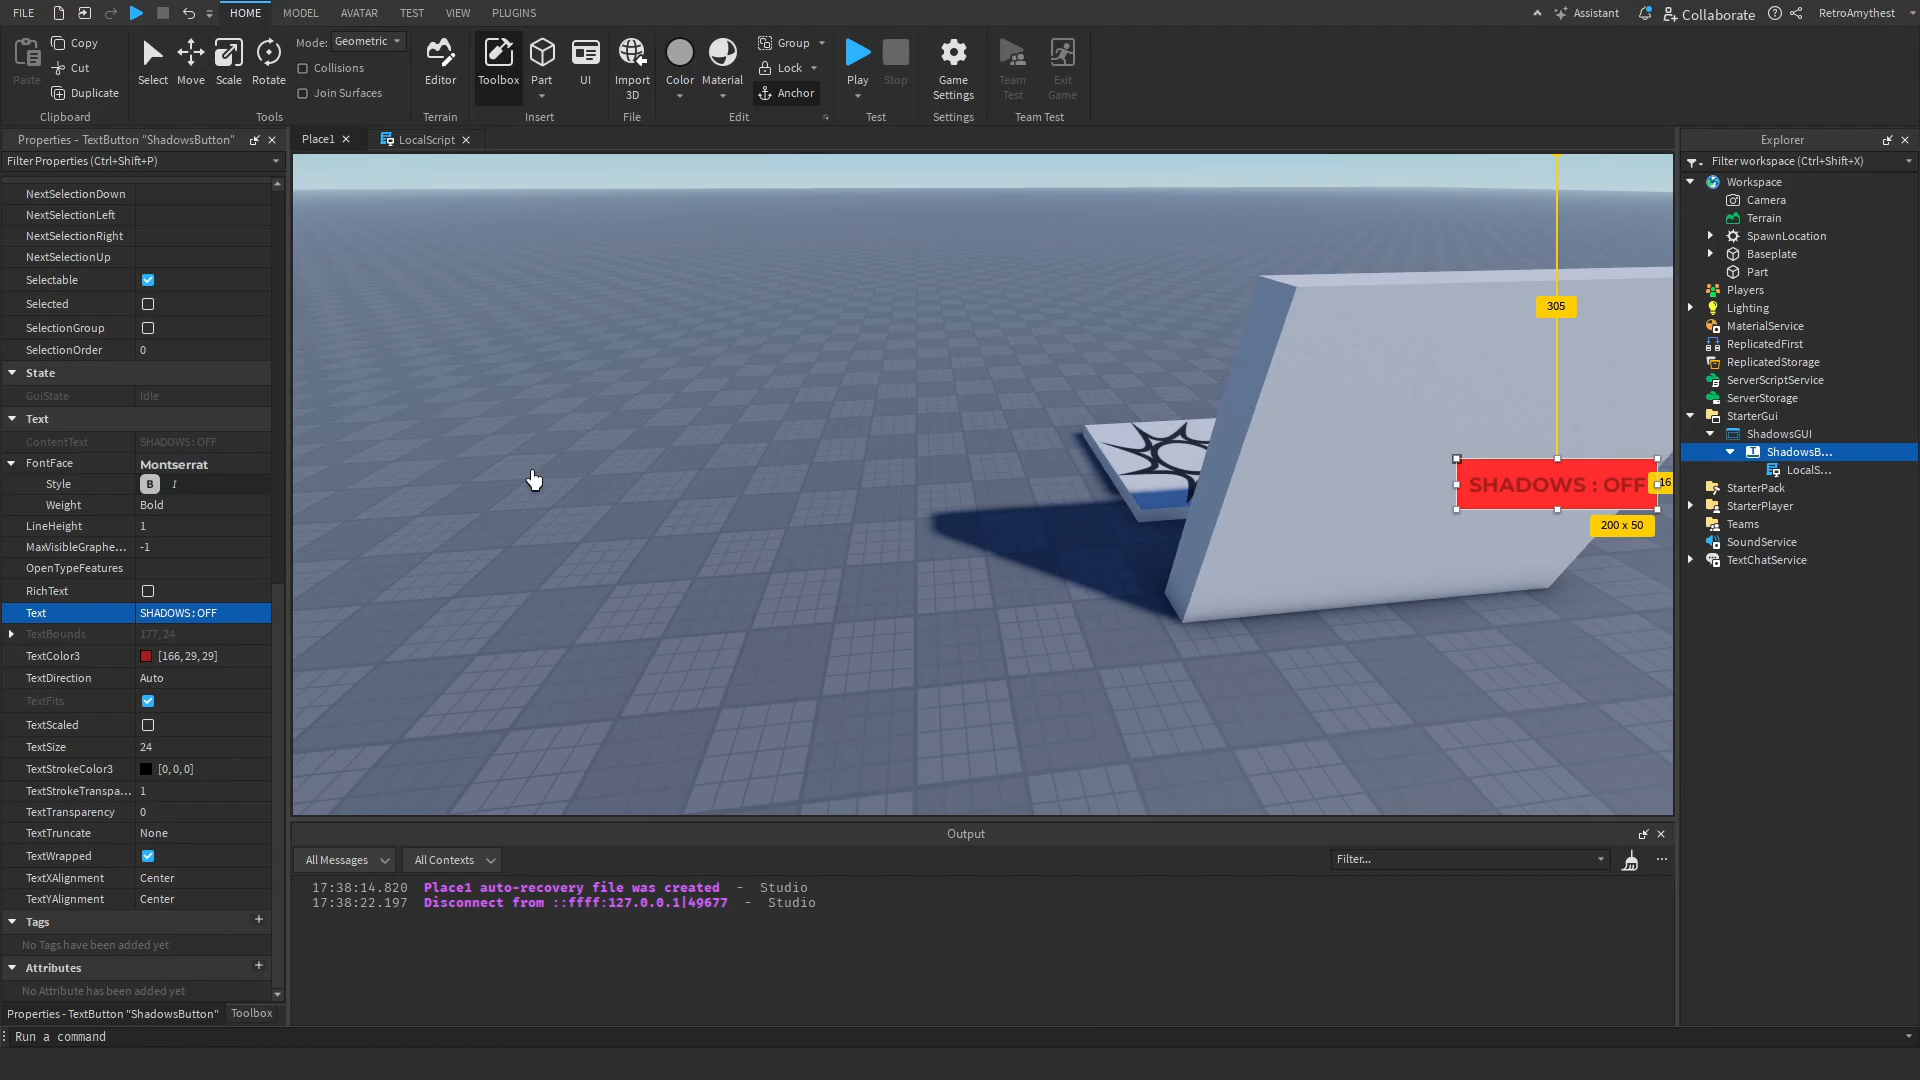 FILE HOME MODEL AVATAR TEST VIEW PLUGINS Assistant Collaborate RetroAmythest
Paste Copy Cut Duplicate Clipboard
Select Move Scale Rotate Mode: Geometric Collisions Join Surfaces Tools
Editor Terrain
Toolbox Part UI Insert
Import 3D File
Color Material Group Lock Anchor Edit
Play Stop Test
Game Settings Settings
Team Test Exit Game Team Test
Properties - TextButton "ShadowsButton"
Filter Properties (Ctrl+Shift+P)
NextSelectionDown
NextSelectionLeft
NextSelectionRight
NextSelectionUp
Selectable
Selected
SelectionGroup
SelectionOrder 0
State
GuiState Idle
Text
ContentText SHADOWS : OFF
FontFace Montserrat
Style B I
Weight Bold
LineHeight 1
MaxVisibleGraphe... -1
OpenTypeFeatures
RichText
Text SHADOWS : OFF
TextBounds 177, 24
TextColor3 [166, 29, 29]
TextDirection Auto
TextFits
TextScaled
TextSize 24
TextStrokeColor3 [0, 0, 0]
TextStrokeTranspa... 1
TextTransparency 0
TextTruncate None
TextWrapped
TextXAlignment Center
TextYAlignment Center
Tags
No Tags have been added yet
Attributes
No Attribute has been added yet
Properties - TextButton "ShadowsButton" Toolbox
Run a command
Place1 LocalScript
305
SHADOWS : OFF
16
200 x 50
Output
All Messages All Contexts Filter...
17:38:14.820 Place1 auto-recovery file was created - Studio
17:38:22.197 Disconnect from ::ffff:127.0.0.1|49677 - Studio
Explorer
Filter workspace (Ctrl+Shift+X)
Workspace
Camera
Terrain
SpawnLocation
Baseplate
Part
Players
Lighting
MaterialService
ReplicatedFirst
ReplicatedStorage
ServerScriptService
ServerStorage
StarterGui
ShadowsGUI
ShadowsB...
LocalS...
StarterPack
StarterPlayer
Teams
SoundService
TextChatService